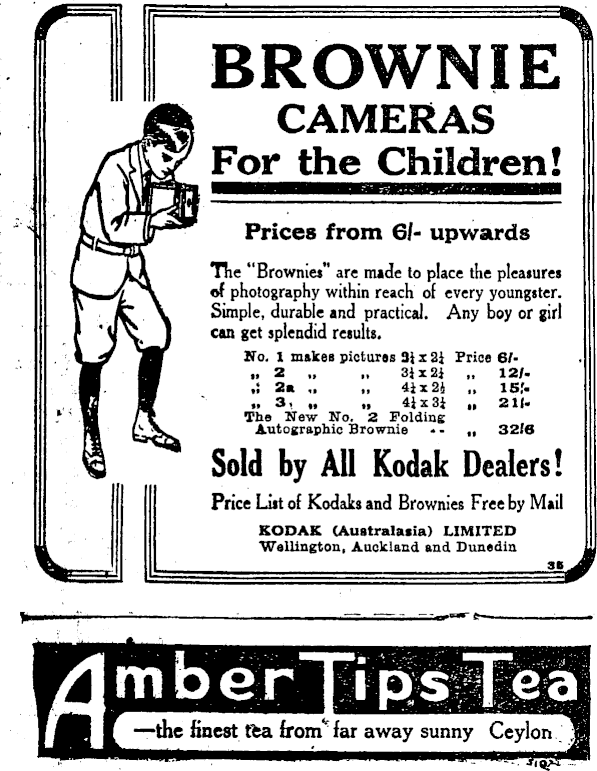 BROWNIE
CAMERAS
For the Children!
Prices from 6/- upwards
The "Brownies" are made to place the pleasures
of photography within reach of every youngster.
Simple, durable and practical. Any boy or girl
can get splendid results.
No. 1 makes pictures 3¼ x 2¼ Price 6/-
„ 2 „ „ 3¼ x 2¼ „ 12/-
„ 2a „ „ 4¼ x 2½ „ 15/-
„ 3, „ „ 4¼ x 3¼ „ 21/-
The New No. 2 Folding
Autographic Brownie -- „ 32/6
Sold by All Kodak Dealers!
Price List of Kodaks and Brownies Free by Mail
KODAK (Australasia) LIMITED
Wellington, Auckland and Dunedin
35
Amber Tips Tea
—the finest tea from far away sunny Ceylon